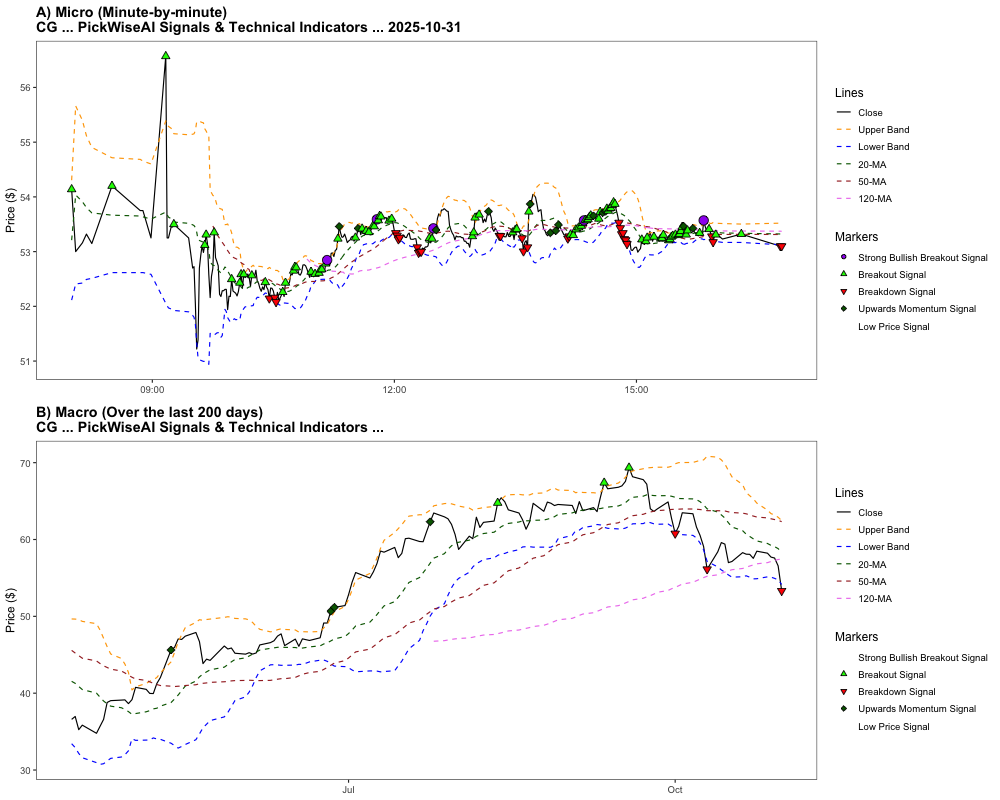 A) Micro (Minute-by-minute)
CG ... PickWiseAI Signals & Technical Indicators ... 2025-10-31
Price ($)
56
55
54
53
52
51
09:00
12:00
15:00
Lines
Close
Upper Band
Lower Band
20-MA
50-MA
120-MA
Markers
Strong Bullish Breakout Signal
Breakout Signal
Breakdown Signal
Upwards Momentum Signal
Low Price Signal
B) Macro (Over the last 200 days)
CG ... PickWiseAI Signals & Technical Indicators ...
Price ($)
70
60
50
40
30
Jul
Oct
Lines
Close
Upper Band
Lower Band
20-MA
50-MA
120-MA
Markers
Strong Bullish Breakout Signal
Breakout Signal
Breakdown Signal
Upwards Momentum Signal
Low Price Signal